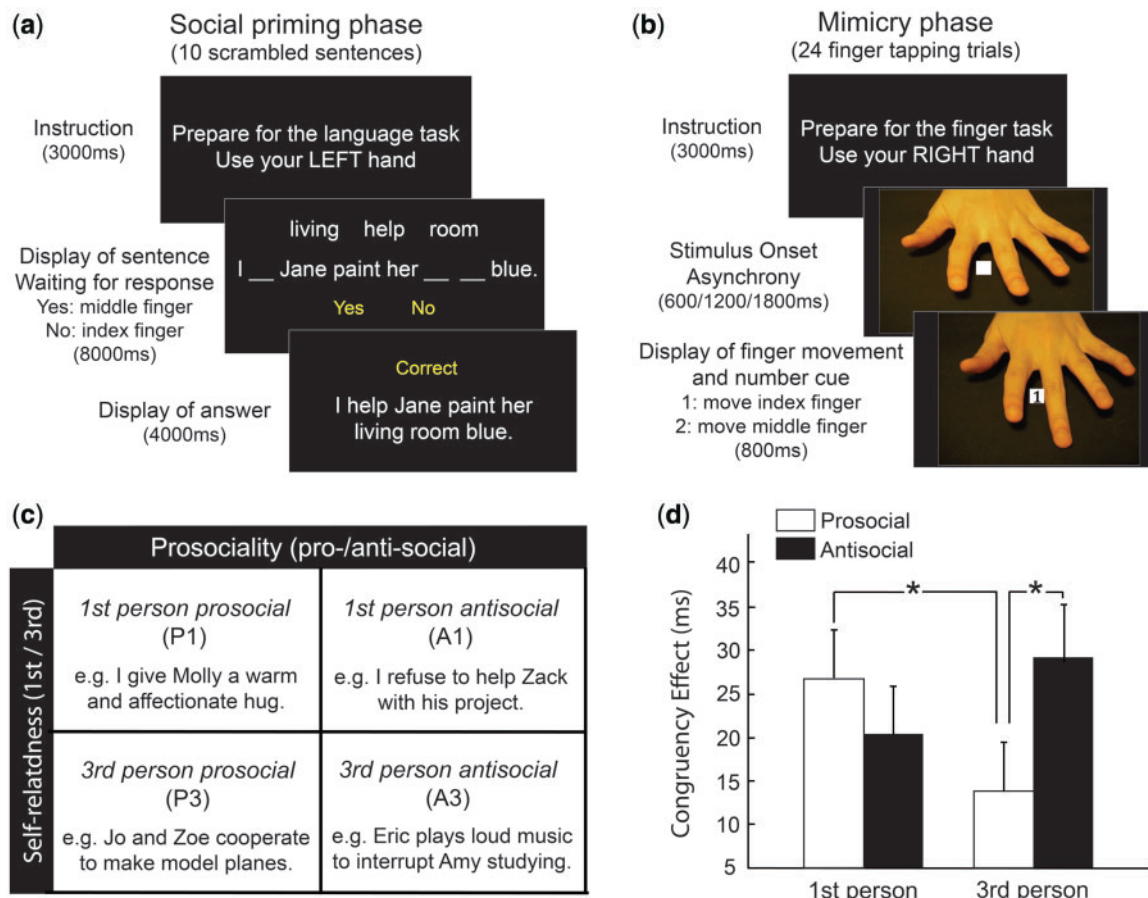 (a)
Social priming phase
(10 scrambled sentences)
Instruction
(3000ms)
Prepare for the language task
Use your LEFT hand
Display of sentence
Waiting for response
Yes: middle finger
No: index finger
(8000ms)
living help room
I __ Jane paint her __ __ blue.
Yes No
Display of answer
(4000ms)
Correct
I help Jane paint her
living room blue.
(b)
Mimicry phase
(24 finger tapping trials)
Instruction
(3000ms)
Prepare for the finger task
Use your RIGHT hand
Stimulus Onset
Asynchrony
(600/1200/1800ms)
Display of finger movement
and number cue
1: move index finger
2: move middle finger
(800ms)
1
(c)
Prosociality (pro-/anti-social)
Self-relatdness (1st / 3rd)
1st person prosocial
(P1)
e.g. I give Molly a warm
and affectionate hug.
1st person antisocial
(A1)
e.g. I refuse to help Zack
with his project.
3rd person prosocial
(P3)
e.g. Jo and Zoe cooperate
to make model planes.
3rd person antisocial
(A3)
e.g. Eric plays loud music
to interrupt Amy studying.
(d)
Prosocial
Antisocial
Congruency Effect (ms)
40
35
30
25
20
15
10
5
* *
1st person 3rd person